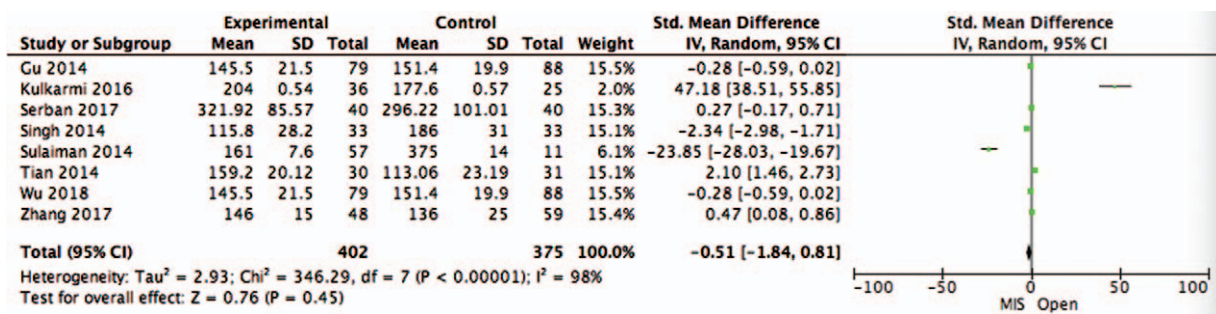 Experimental Control Std. Mean Difference Std. Mean Difference
Study or Subgroup Mean SD Total Mean SD Total Weight IV, Random, 95% CI IV, Random, 95% CI
Gu 2014 145.5 21.5 79 151.4 19.9 88 15.5% -0.28 [-0.59, 0.02]
Kulkarmi 2016 204 0.54 36 177.6 0.57 25 2.0% 47.18 [38.51, 55.85]
Serban 2017 321.92 85.57 40 296.22 101.01 40 15.3% 0.27 [-0.17, 0.71]
Singh 2014 115.8 28.2 33 186 31 33 15.1% -2.34 [-2.98, -1.71]
Sulaiman 2014 161 7.6 57 375 14 11 6.1% -23.85 [-28.03, -19.67]
Tian 2014 159.2 20.12 30 113.06 23.19 31 15.1% 2.10 [1.46, 2.73]
Wu 2018 145.5 21.5 79 151.4 19.9 88 15.5% -0.28 [-0.59, 0.02]
Zhang 2017 146 15 48 136 25 59 15.4% 0.47 [0.08, 0.86]
Total (95% CI) 402 375 100.0% -0.51 [-1.84, 0.81]
Heterogeneity: Tau² = 2.93; Chi² = 346.29, df = 7 (P < 0.00001); I² = 98%
Test for overall effect: Z = 0.76 (P = 0.45)
-100 -50 0 50 100
MIS Open